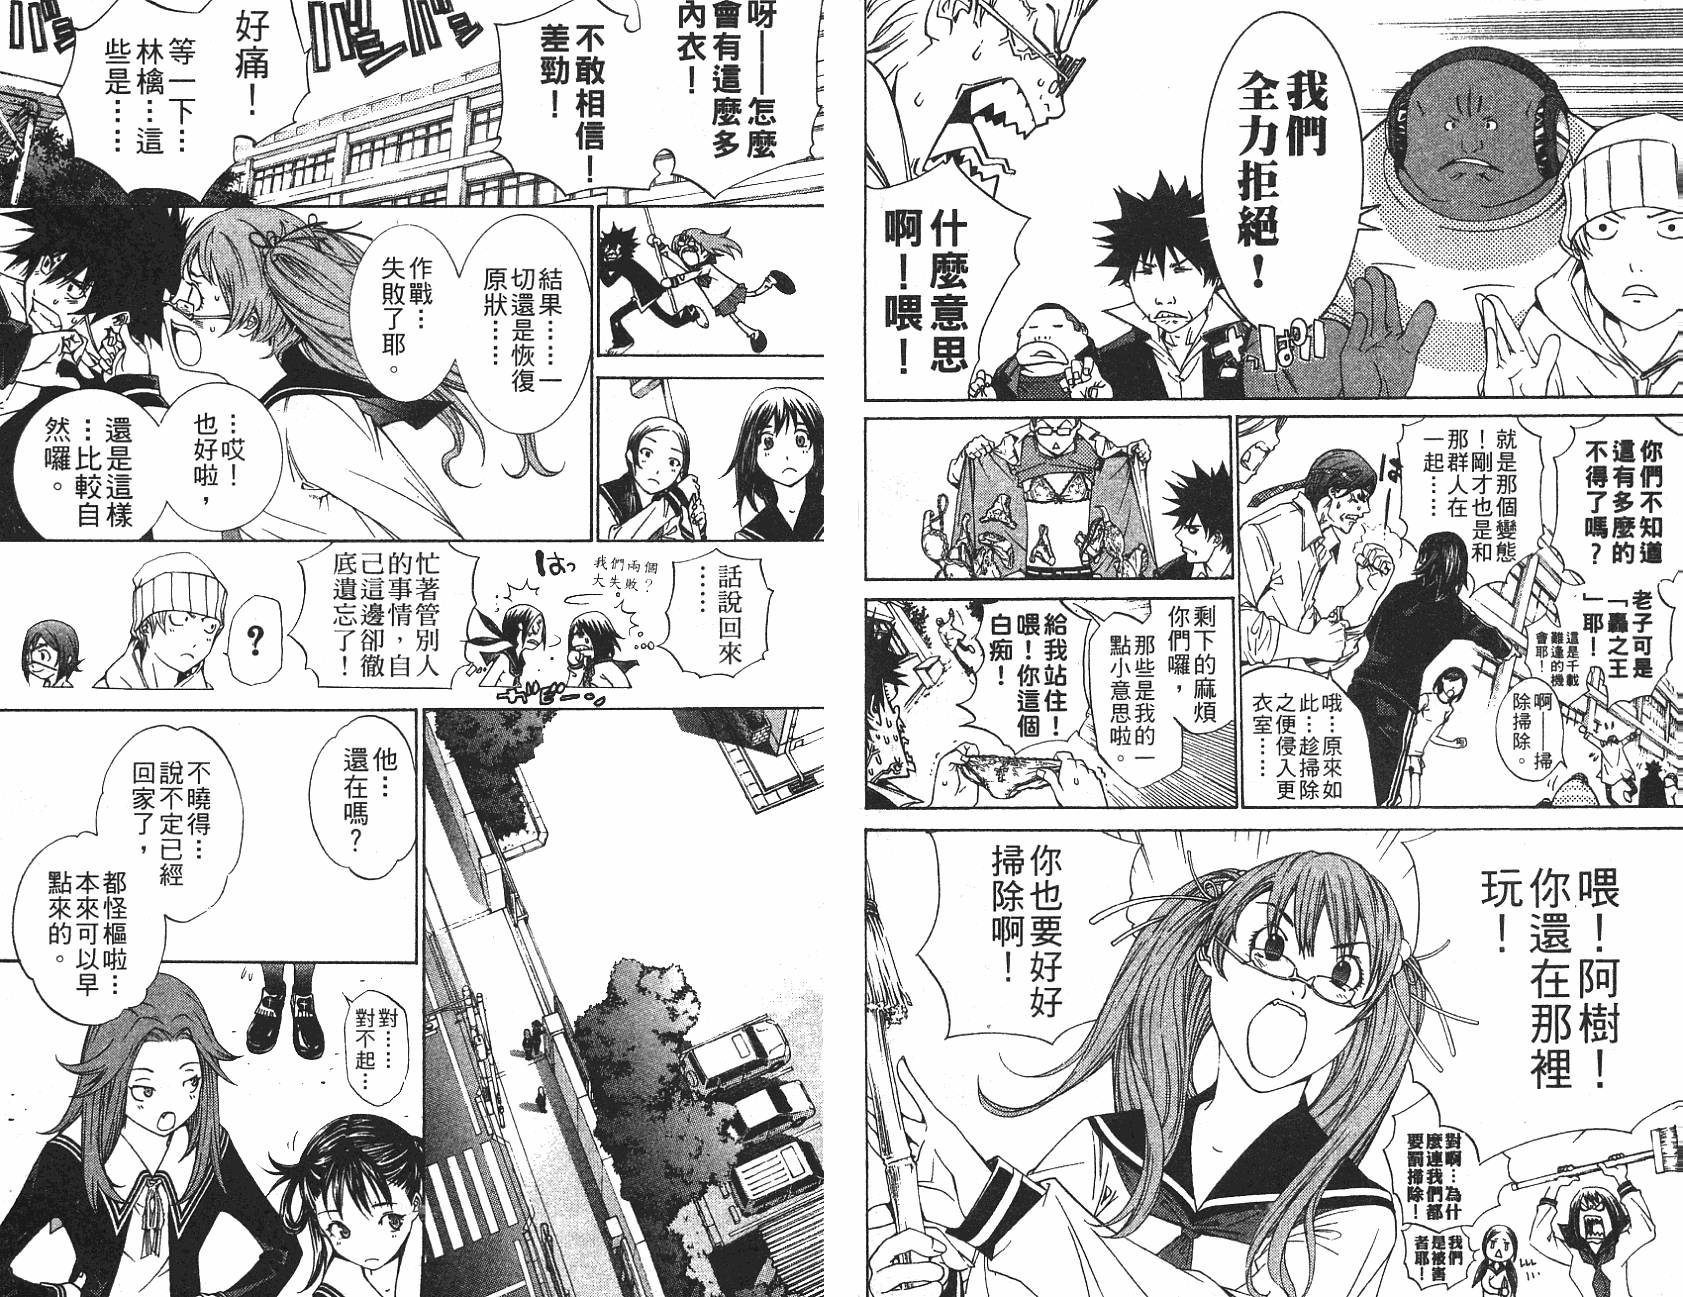 我們
全力拒絕！
什麼意思
啊！喂！
你們不知道
這有多麼的
不得了嗎？
老子可是
「轟之王
」耶！
這是千載
難逢的機
會耶！
就是那個變態
！剛才也是和
那群人在
一起……
啊——掃
除掃除。
哦…原來如
此…趁掃除
之便侵入更
衣室……
剩下的麻煩
你們囉，
那些是我的一
點小意思啦。
給我站住！
喂！你這個
白痴！
喂！阿樹！
你還在那裡
玩！
你也要好好
掃除啊！
對啊…為什
麼連我們都
要罰掃除！
我們
是被害
者耶！
呀——怎麼
會有這麼多
內衣！
不敢相信！
差勁！
好痛！
等一下…
林檎…這
些是……
結果……一
切還是恢復
原狀……
作戰…
失敗了耶。
…哎！
也好啦，
還是這樣
…比較自
然囉。
話說回來
……
我們兩個
大失敗？
はっ
忙著管別人
的事情，自
己這邊卻徹
底遺忘了！
？
他…
還在嗎？
不曉得…
說不定已經
回家了，
都怪樞啦…
本來可以早
點來的。
對……
對不起…